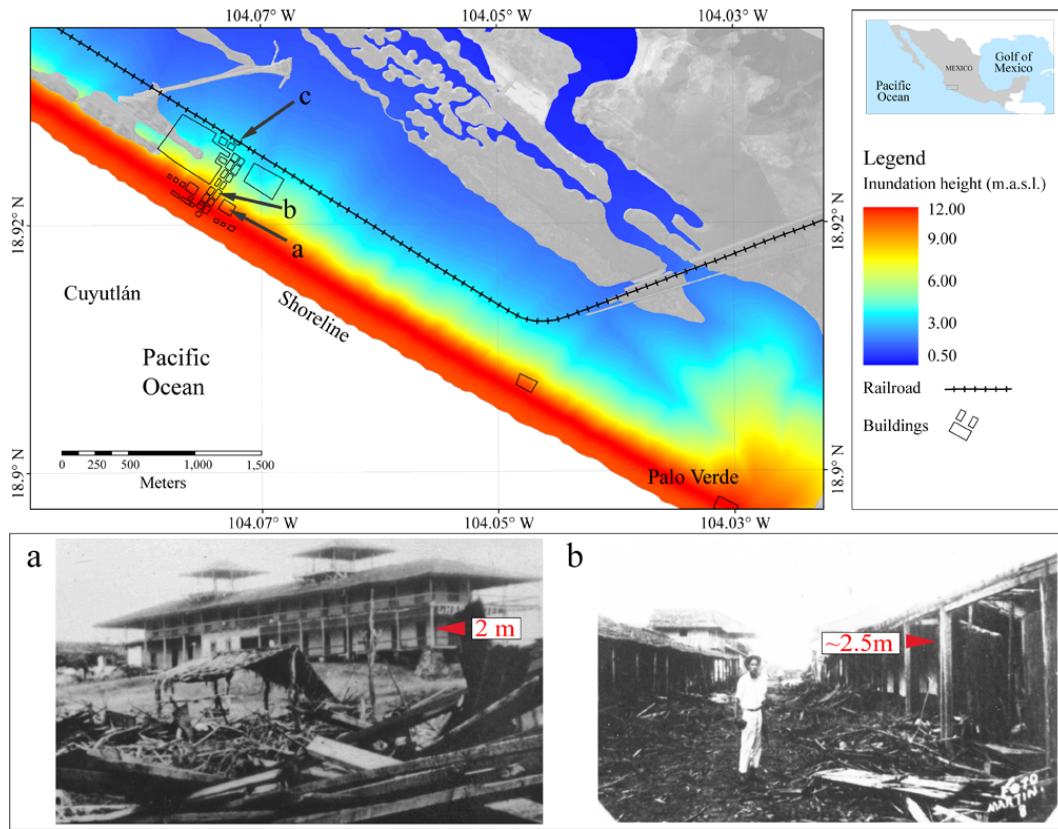 104.07° W
104.05° W
104.03° W
18.92° N
18.9° N
c
b
a
Cuyutlán
Shoreline
Pacific
Ocean
Palo Verde
0
250
500
1,000
1,500
Meters
18.92° N
18.9° N
104.07° W
104.05° W
104.03° W
MEXICO
Gulf of
Mexico
Pacific
Ocean
Legend
Inundation height (m.a.s.l.)
12.00
9.00
6.00
3.00
0.50
Railroad
Buildings
a
2 m
b
~2.5m
FOTO
MARTIN.